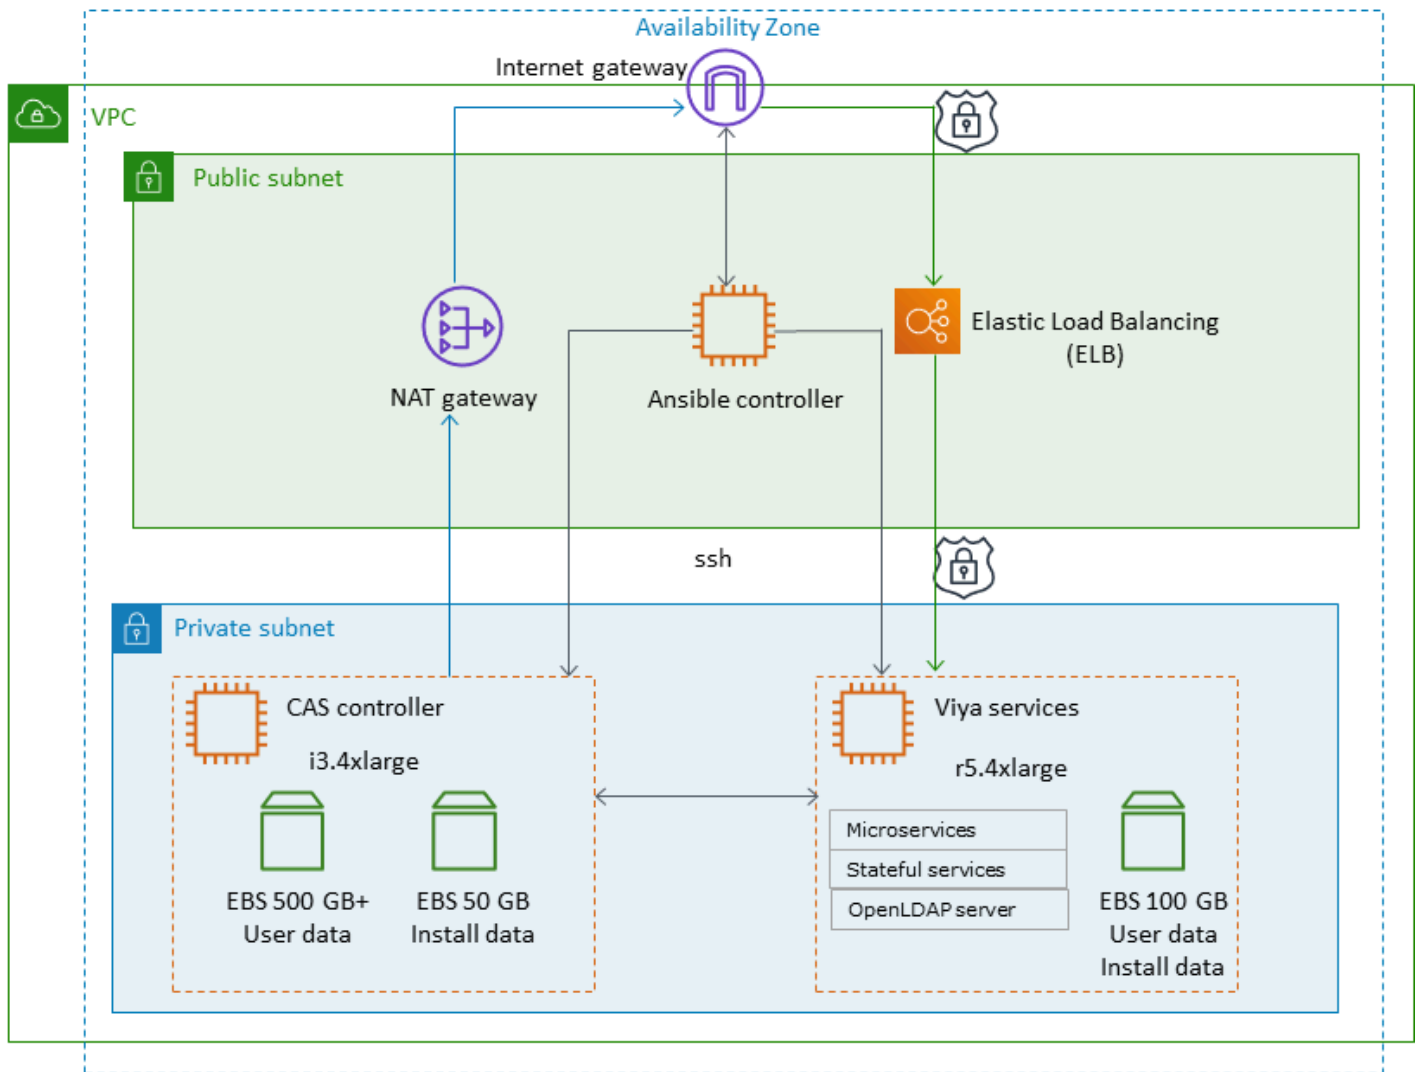 Availability Zone
Internet gateway
VPC
Public subnet
Elastic Load Balancing
(ELB)
NAT gateway
Ansible controller
ssh
Private subnet
CAS controller
i3.4xlarge
EBS 500 GB+
User data
EBS 50 GB
Install data
Viya services
r5.4xlarge
Microservices
Stateful services
OpenLDAP server
EBS 100 GB
User data
Install data